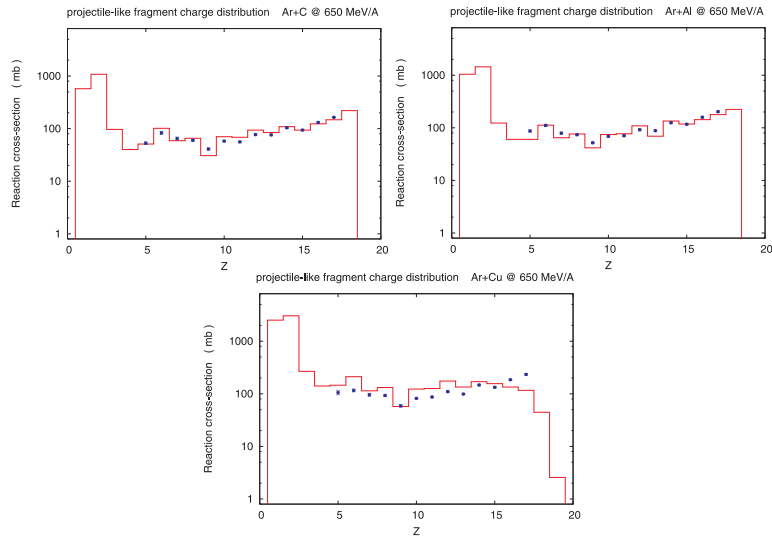 projectile-like fragment charge distribution Ar+C @ 650 MeV/A
Reaction cross-section ( mb )
1000
100
10
1
0 5 10 15 20
Z
projectile-like fragment charge distribution Ar+Al @ 650 MeV/A
Reaction cross-section ( mb )
1000
100
10
1
0 5 10 15 20
Z
projectile-like fragment charge distribution Ar+Cu @ 650 MeV/A
Reaction cross-section ( mb )
1000
100
10
1
0 5 10 15 20
Z